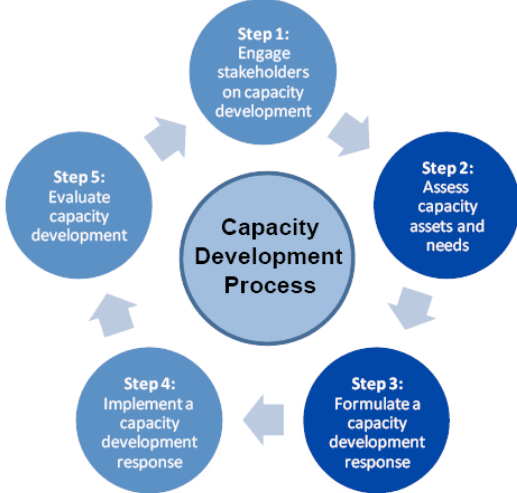 Step 1:
Engage
stakeholders
on capacity
development
Step 2:
Assess
capacity
assets and
needs
Step 3:
Formulate a
capacity
development
response
Step 4:
Implement a
capacity
development
response
Step 5:
Evaluate
capacity
development
Capacity
Development
Process